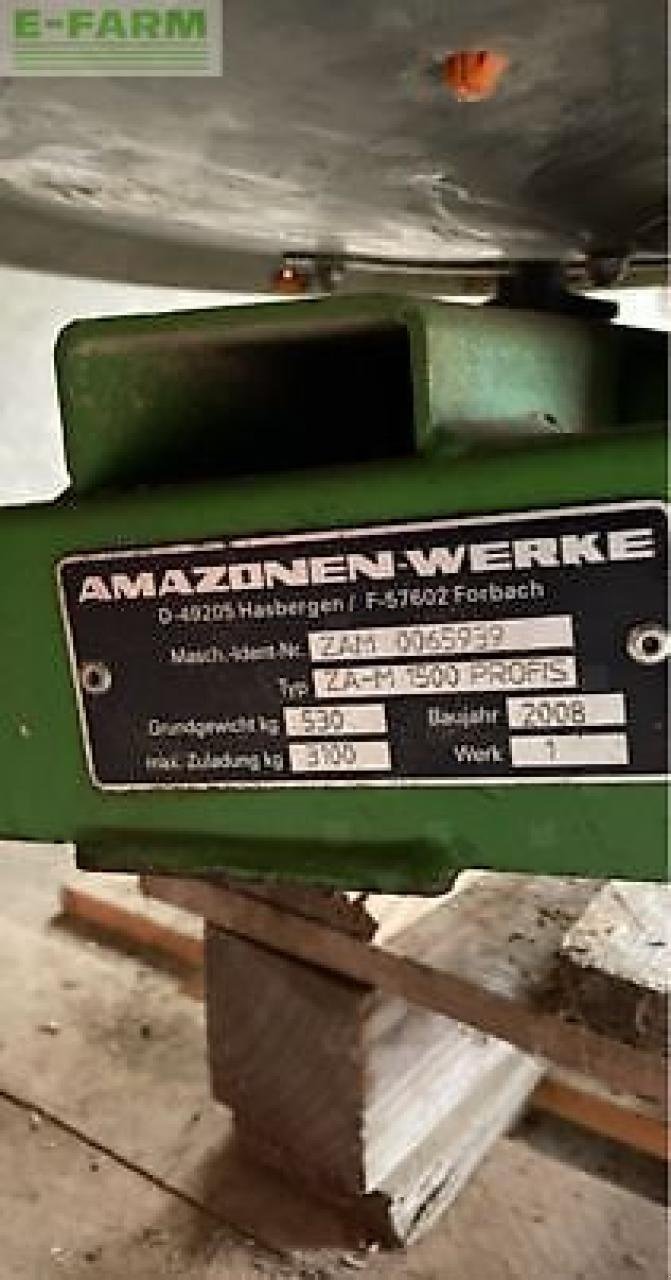 E-FARM
AMAZONEN-WERKE
D-49205 Hasbergen / F-57602 Forbach
Masch.-Ident-Nr. ZAM 0065939
Typ ZA-M 1500 PROFIS
Grundgewicht kg 530 Baujahr 2008
max. Zuladung kg 3100 Werk 1